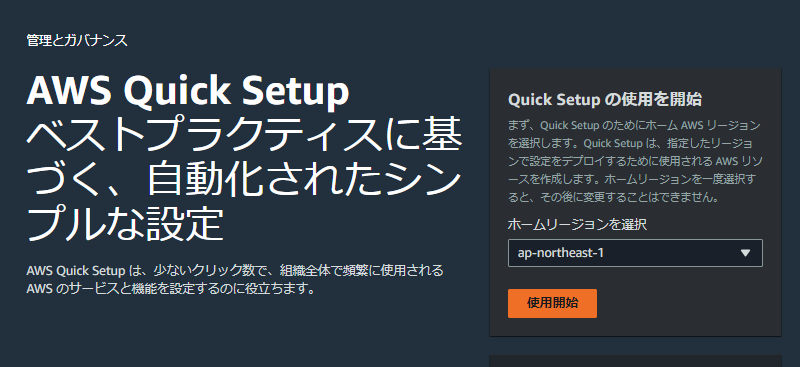 管理とガバナンス
AWS Quick Setup
ベストプラクティスに基
づく、自動化されたシン
プルな設定
AWS Quick Setup は、少ないクリック数で、組織全体で頻繁に使用される
AWS のサービスと機能を設定するのに役立ちます。
Quick Setup の使用を開始
まず、Quick Setup のためにホーム AWS リージョン
を選択します。Quick Setup は、指定したリージョ
ンで設定をデプロイするために使用される AWS リソ
ースを作成します。ホームリージョンを一度選択す
ると、その後に変更することはできません。
ホームリージョンを選択
ap-northeast-1
使用開始